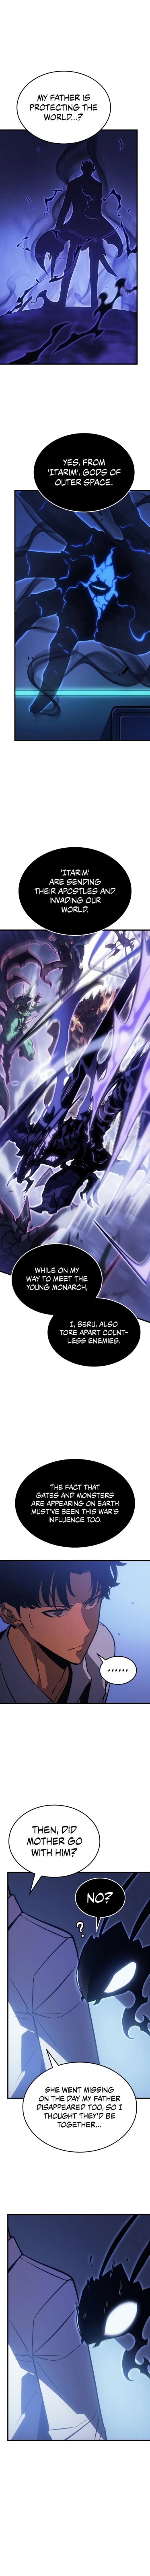 MY FATHER IS
PROTECTING THE
WORLD...?
YES, FROM
'ITARIM', GODS OF
OUTER SPACE.
'ITARIM'
ARE SENDING
THEIR APOSTLES AND
INVADING OUR
WORLD.
WHILE ON MY
WAY TO MEET THE
YOUNG MONARCH,
I, BERU, ALSO
TORE APART COUNT-
LESS ENEMIES.
THE FACT THAT
GATES AND MONSTERS
ARE APPEARING ON EARTH
MUST'VE BEEN THIS WAR'S
INFLUENCE TOO.
......
THEN, DID
MOTHER GO
WITH HIM?
NO?
?
SHE WENT MISSING
ON THE DAY MY FATHER
DISAPPEARED TOO, SO I
THOUGHT THEY'D BE
TOGETHER...